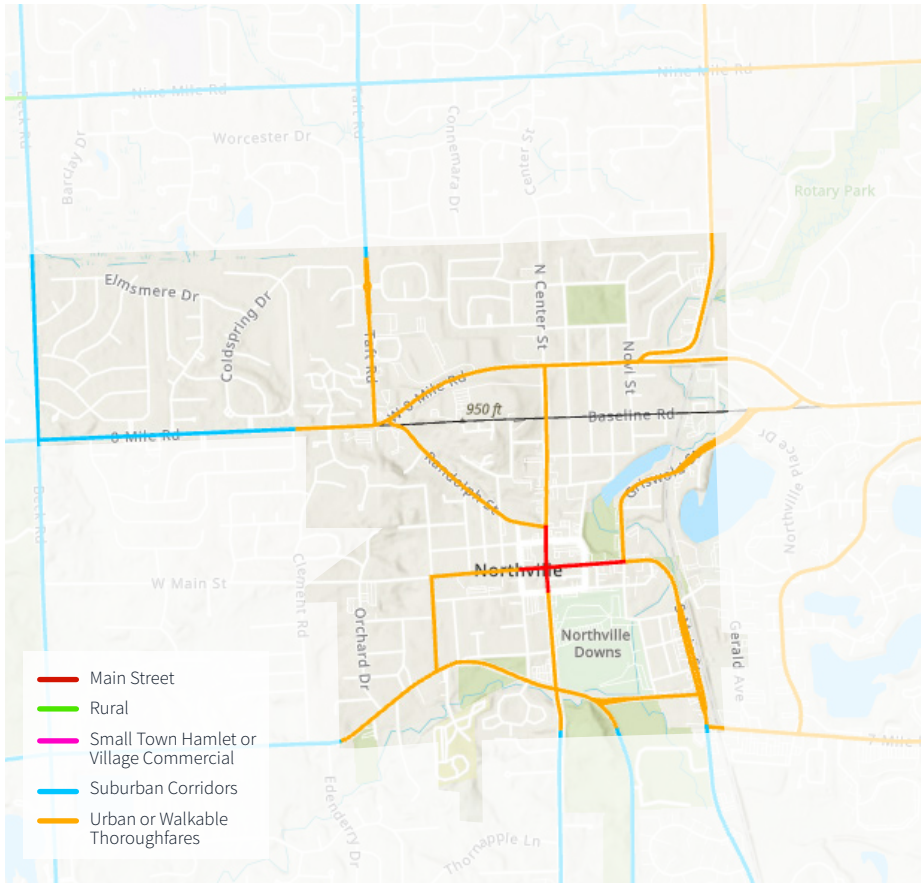 Nine Mile Rd
Nine Mile Rd
Beck Rd
Taft Rd
Barclay Dr
Worcester Dr
Connemara Dr
Center St
Rotary Park
Elmsmere Dr
Coldspring Dr
N Center St
Taft Rd
Novi St
W 8 Mile Rd
950 ft
Baseline Rd
8 Mile Rd
Northville Place Dr
Randolph St
Griswold St
Beck Rd
Northville
W Main St
Clement Rd
Orchard Dr
Northville
Downs
S Main St
Gerald Ave
7 Mile
Edenderry Dr
Thornapple Ln
Main Street
Rural
Small Town Hamlet or
Village Commercial
Suburban Corridors
Urban or Walkable
Thoroughfares